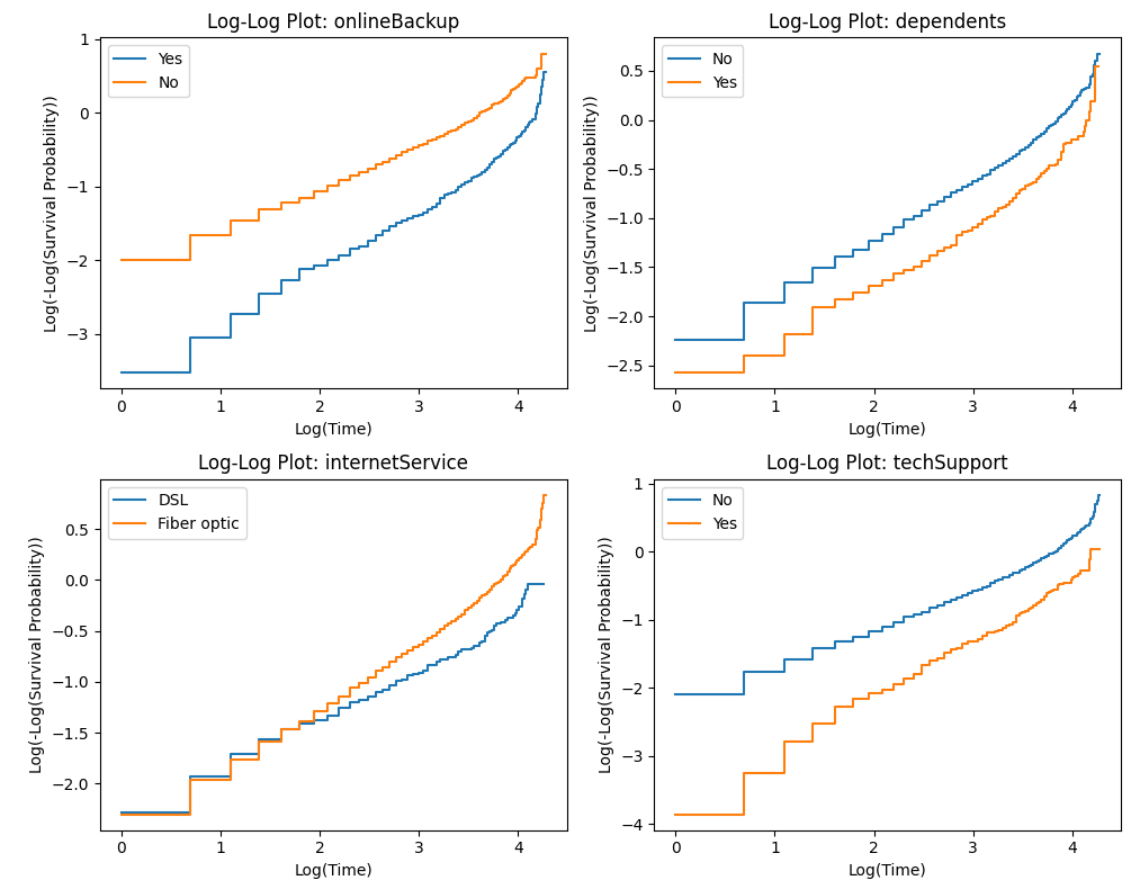 Log-Log Plot: onlineBackup
Yes
No
1
0
−1
−2
−3
Log(-Log(Survival Probability))
0 1 2 3 4
Log(Time)
Log-Log Plot: dependents
No
Yes
0.5
0.0
−0.5
−1.0
−1.5
−2.0
−2.5
Log(-Log(Survival Probability))
0 1 2 3 4
Log(Time)
Log-Log Plot: internetService
DSL
Fiber optic
0.5
0.0
−0.5
−1.0
−1.5
−2.0
Log(-Log(Survival Probability))
0 1 2 3 4
Log(Time)
Log-Log Plot: techSupport
No
Yes
1
0
−1
−2
−3
−4
Log(-Log(Survival Probability))
0 1 2 3 4
Log(Time)